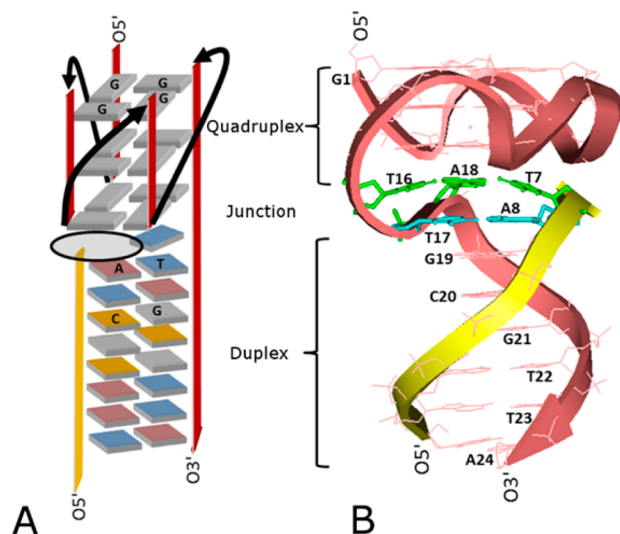 O5'
G
G
G
G
A
T
C
G
O5'
O3'
A
Quadruplex
Junction
Duplex
O5'
G1
T16
A18
T7
T17
A8
G19
C20
G21
T22
T23
A24
O5'
O3'
B